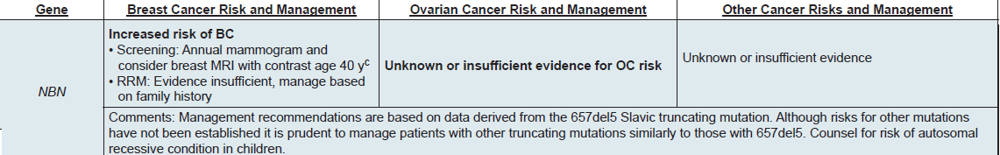 Gene Breast Cancer Risk and Management Ovarian Cancer Risk and Management Other Cancer Risks and Management
NBN
Increased risk of BC
• Screening: Annual mammogram and
consider breast MRI with contrast age 40 yᶜ
• RRM: Evidence insufficient, manage based
on family history
Unknown or insufficient evidence for OC risk
Unknown or insufficient evidence
Comments: Management recommendations are based on data derived from the 657del5 Slavic truncating mutation. Although risks for other mutations
have not been established it is prudent to manage patients with other truncating mutations similarly to those with 657del5. Counsel for risk of autosomal
recessive condition in children.